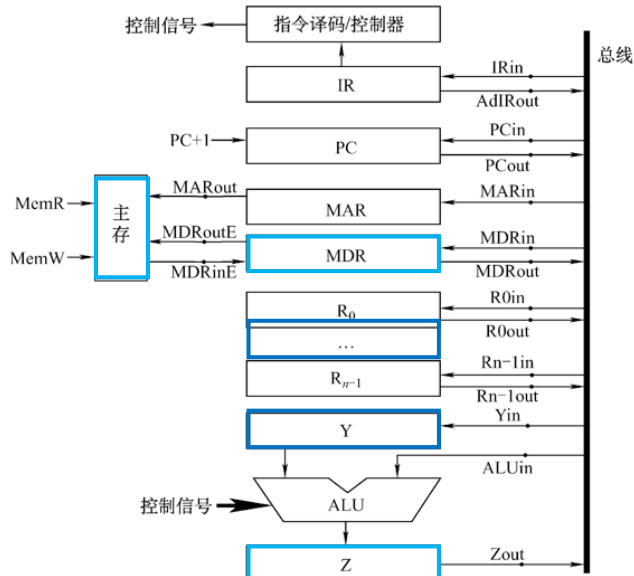 控制信号
指令译码/控制器
总线
IRin
IR
AdIRout
PC+1
PC
PCin
PCout
MemR
主存
MARout
MAR
MARin
MDRoutE
MDR
MDRin
MemW
MDRinE
MDRout
R0in
R0
R0out
…
Rn-1in
Rn-1
Rn-1out
Yin
Y
ALUin
控制信号
ALU
Z
Zout